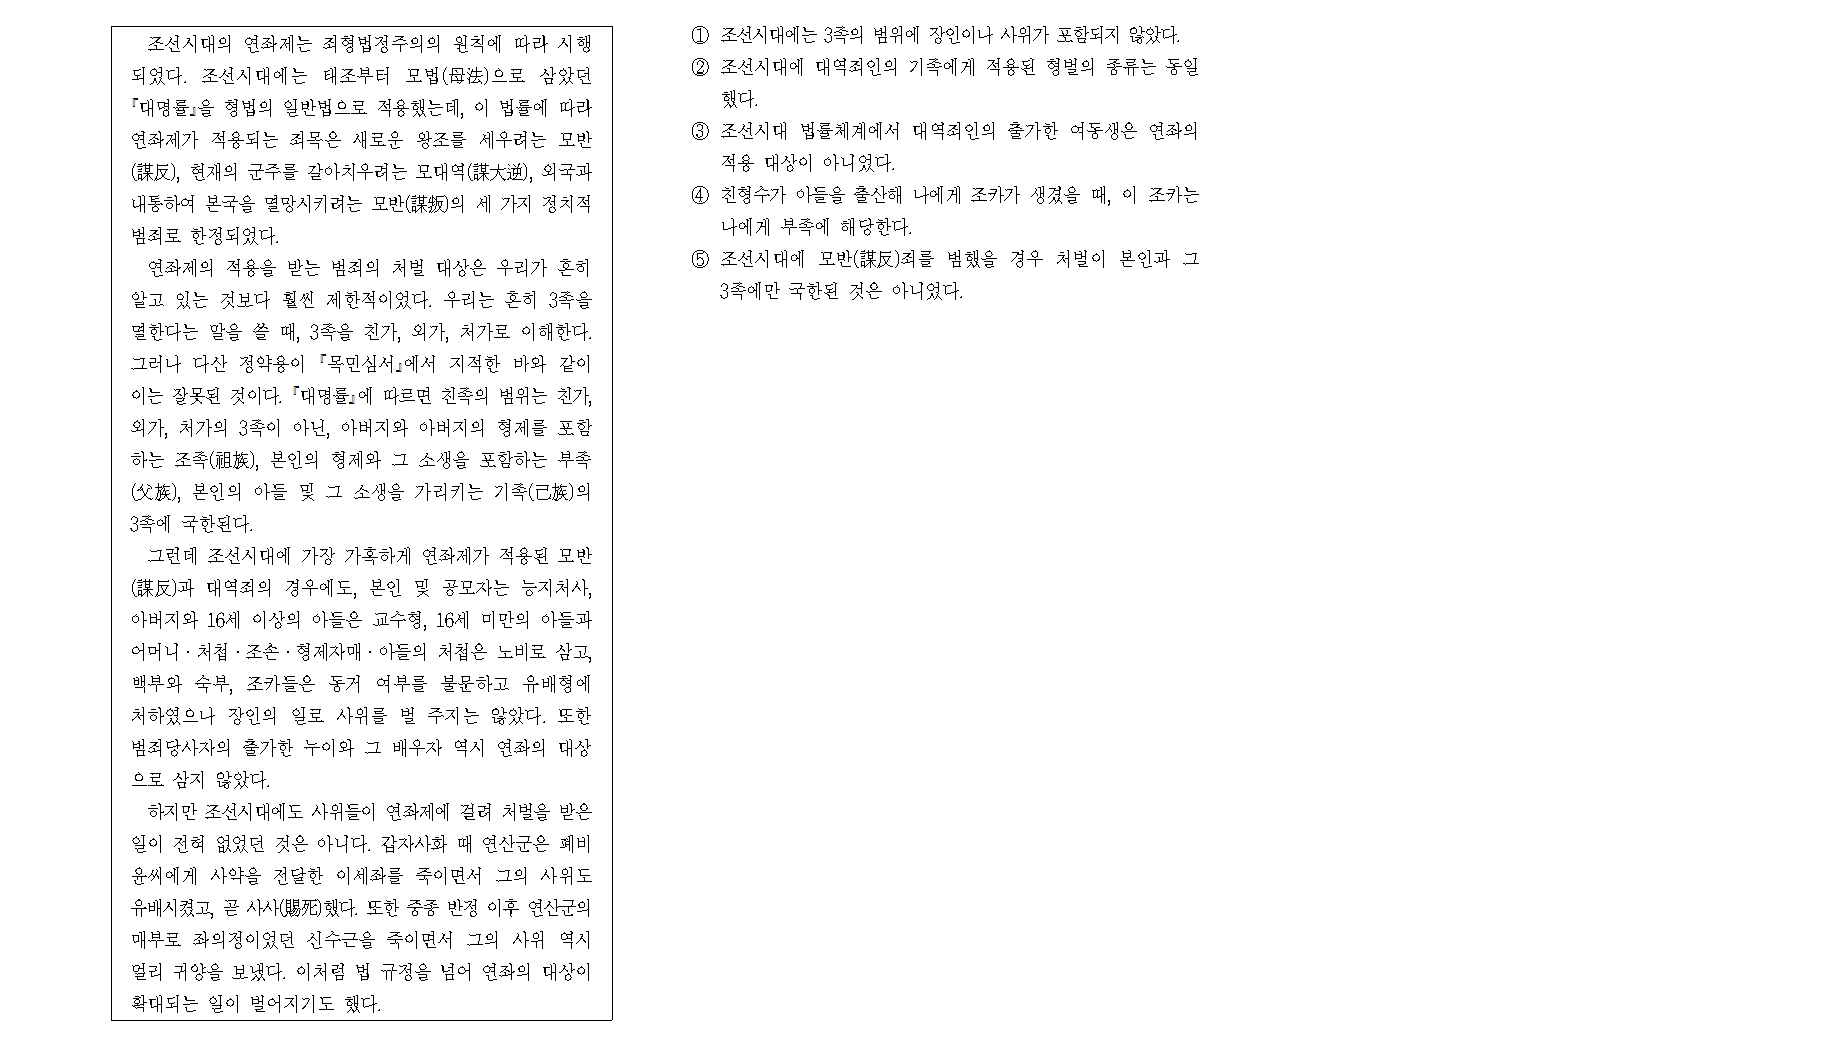 조선시대의 연좌제는 죄형법정주의의 원칙에 따라 시행
되었다. 조선시대에는 태조부터 모법(母法)으로 삼았던
『대명률』을 형법의 일반법으로 적용했는데, 이 법률에 따라
연좌제가 적용되는 죄목은 새로운 왕조를 세우려는 모반
(謀反), 현재의 군주를 갈아치우려는 모대역(謀大逆), 외국과
내통하여 본국을 멸망시키려는 모반(謀叛)의 세 가지 정치적
범죄로 한정되었다.
연좌제의 적용을 받는 범죄의 처벌 대상은 우리가 흔히
알고 있는 것보다 훨씬 제한적이었다. 우리는 흔히 3족을
멸한다는 말을 쓸 때, 3족을 친가, 외가, 처가로 이해한다.
그러나 다산 정약용이 『목민심서』에서 지적한 바와 같이
이는 잘못된 것이다. 『대명률』에 따르면 친족의 범위는 친가,
외가, 처가의 3족이 아닌, 아버지와 아버지의 형제를 포함
하는 조족(祖族), 본인의 형제와 그 소생을 포함하는 부족
(父族), 본인의 아들 및 그 소생을 가리키는 기족(己族)의
3족에 국한된다.
그런데 조선시대에 가장 가혹하게 연좌제가 적용된 모반
(謀反)과 대역죄의 경우에도, 본인 및 공모자는 능지처사,
아버지와 16세 이상의 아들은 교수형, 16세 미만의 아들과
어머니·처첩·조손·형제자매·아들의 처첩은 노비로 삼고,
백부와 숙부, 조카들은 동거 여부를 불문하고 유배형에
처하였으나 장인의 일로 사위를 벌 주지는 않았다. 또한
범죄당사자의 출가한 누이와 그 배우자 역시 연좌의 대상
으로 삼지 않았다.
하지만 조선시대에도 사위들이 연좌제에 걸려 처벌을 받은
일이 전혀 없었던 것은 아니다. 갑자사화 때 연산군은 폐비
윤씨에게 사약을 전달한 이세좌를 죽이면서 그의 사위도
유배시켰고, 곧 사사(賜死)했다. 또한 중종 반정 이후 연산군의
매부로 좌의정이었던 신수근을 죽이면서 그의 사위 역시
멀리 귀양을 보냈다. 이처럼 법 규정을 넘어 연좌의 대상이
확대되는 일이 벌어지기도 했다.
① 조선시대에는 3족의 범위에 장인이나 사위가 포함되지 않았다.
② 조선시대에 대역죄인의 기족에게 적용된 형벌의 종류는 동일
했다.
③ 조선시대 법률체계에서 대역죄인의 출가한 여동생은 연좌의
적용 대상이 아니었다.
④ 친형수가 아들을 출산해 나에게 조카가 생겼을 때, 이 조카는
나에게 부족에 해당한다.
⑤ 조선시대에 모반(謀反)죄를 범했을 경우 처벌이 본인과 그
3족에만 국한된 것은 아니었다.